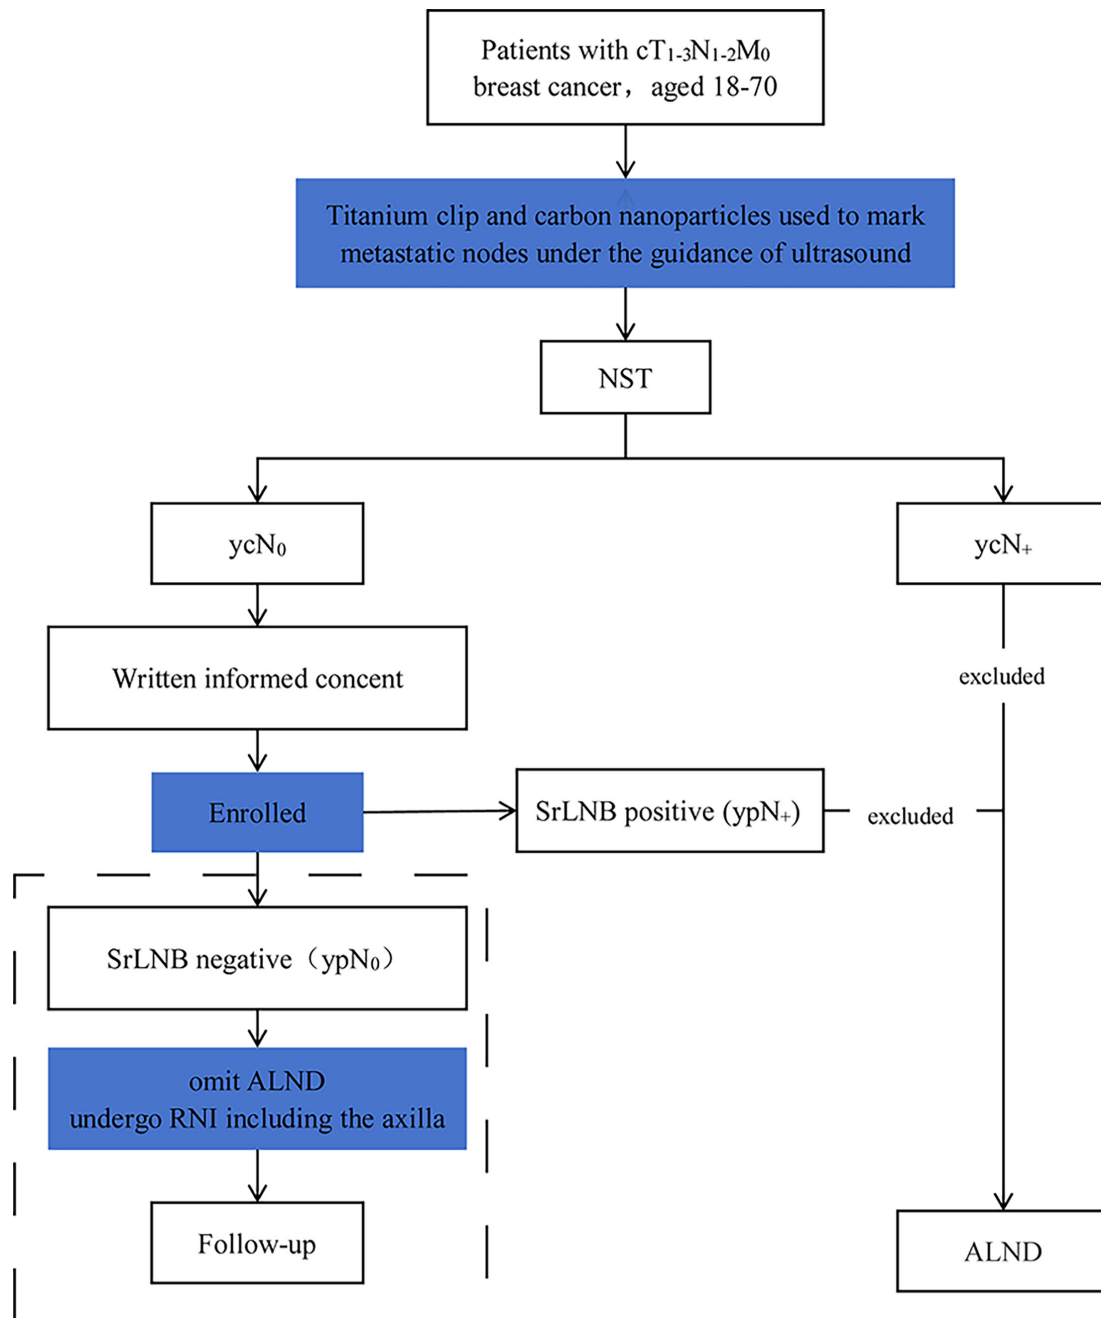 Patients with cT₁₋₃N₁₋₂M₀
breast cancer，aged 18-70
Titanium clip and carbon nanoparticles used to mark
metastatic nodes under the guidance of ultrasound
NST
ycN₀
ycN₊
Written informed concent
excluded
Enrolled
SrLNB positive (ypN₊)
excluded
SrLNB negative（ypN₀）
omit ALND
undergo RNI including the axilla
Follow-up
ALND